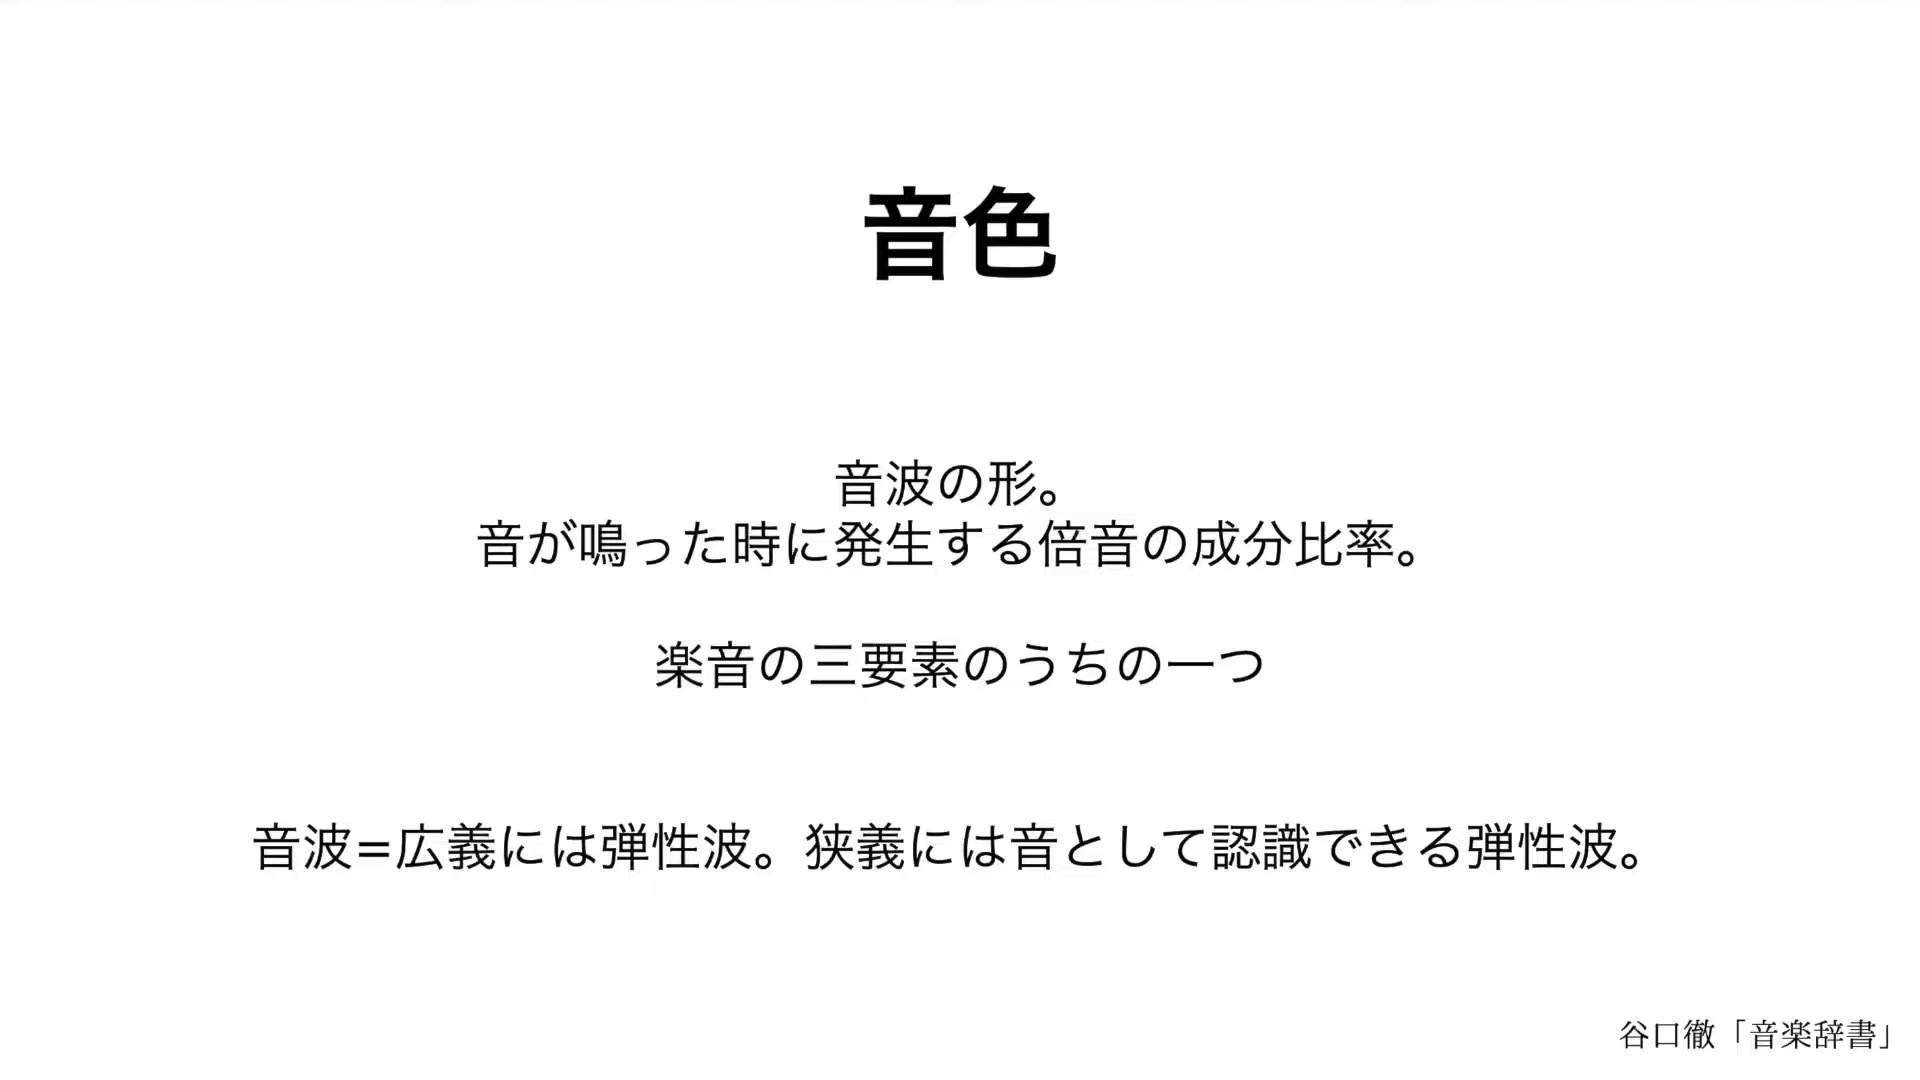 音色
音波の形。
音が鳴った時に発生する倍音の成分比率。
楽音の三要素のうちの一つ
音波=広義には弾性波。狭義には音として認識できる弾性波。
谷口徹「音楽辞書」